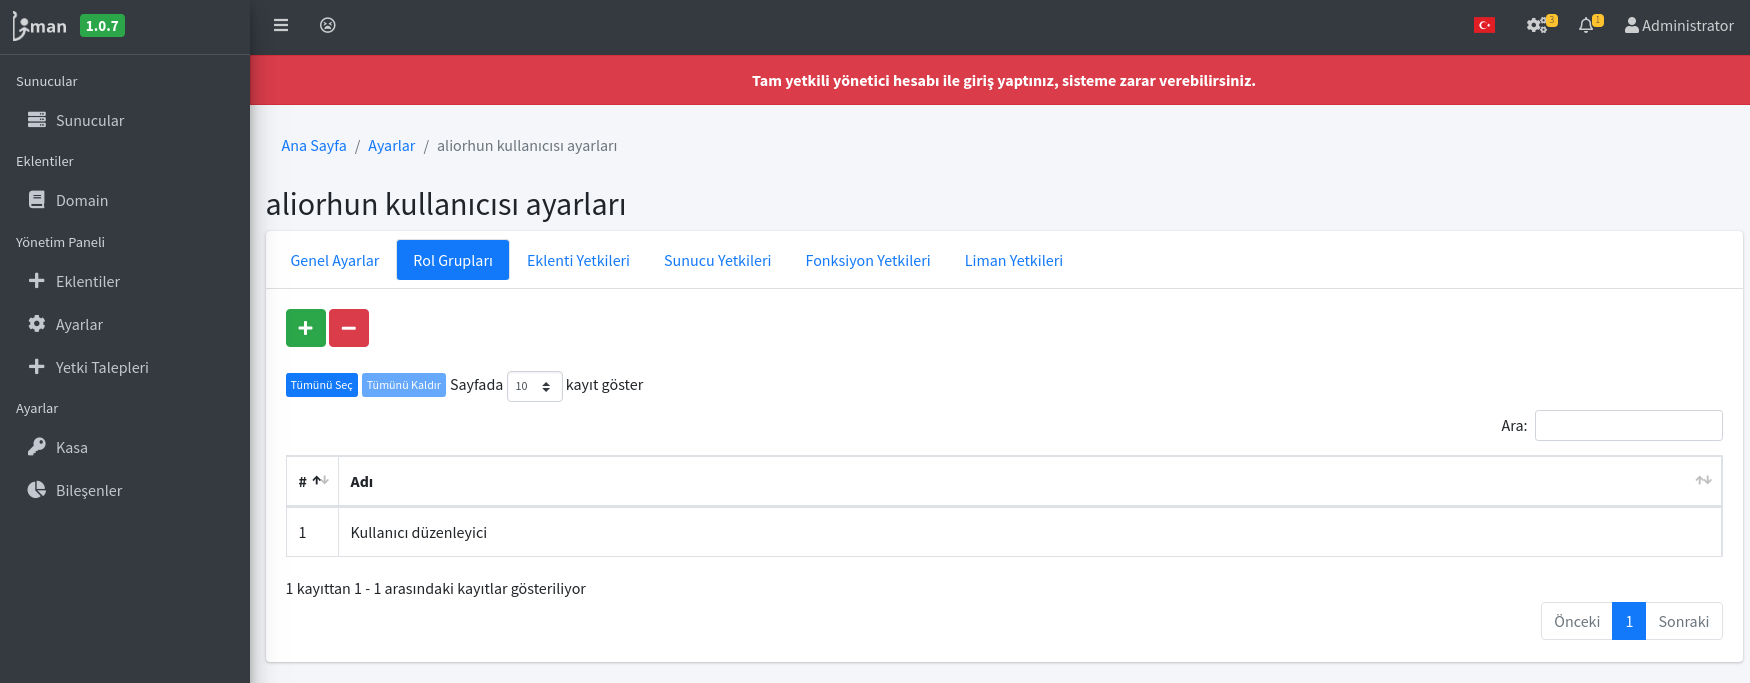 liman 1.0.7
3
1
Administrator
Sunucular
Sunucular
Eklentiler
Domain
Yönetim Paneli
Eklentiler
Ayarlar
Yetki Talepleri
Ayarlar
Kasa
Bileşenler
Tam yetkili yönetici hesabı ile giriş yaptınız, sisteme zarar verebilirsiniz.
Ana Sayfa / Ayarlar / aliorhun kullanıcısı ayarları
aliorhun kullanıcısı ayarları
Genel Ayarlar Rol Grupları Eklenti Yetkileri Sunucu Yetkileri Fonksiyon Yetkileri Liman Yetkileri
Tümünü Seç Tümünü Kaldır Sayfada 10 kayıt göster
Ara:
# Adı
1 Kullanıcı düzenleyici
1 kayıttan 1 - 1 arasındaki kayıtlar gösteriliyor
Önceki 1 Sonraki